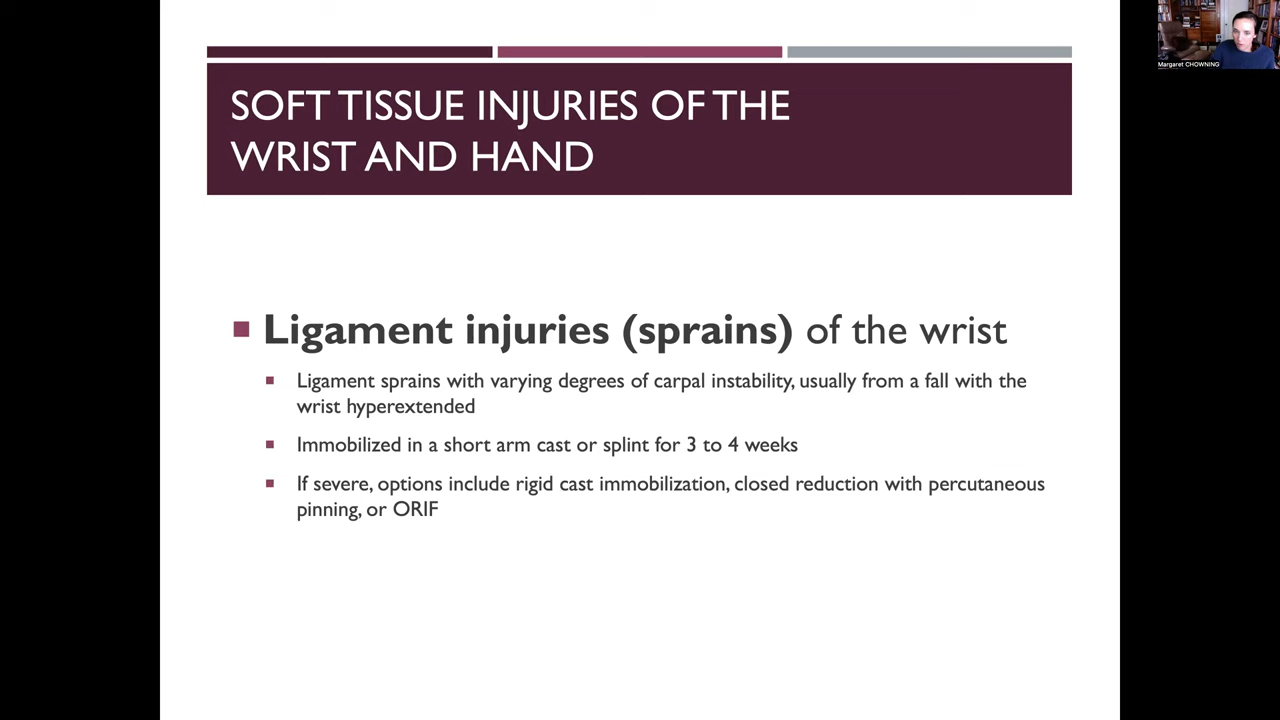 SOFT TISSUE INJURIES OF THE
WRIST AND HAND
Ligament injuries (sprains) of the wrist
Ligament sprains with varying degrees of carpal instability, usually from a fall with the
wrist hyperextended
Immobilized in a short arm cast or splint for 3 to 4 weeks
If severe, options include rigid cast immobilization, closed reduction with percutaneous
pinning, or ORIF
Margaret CHOWNING